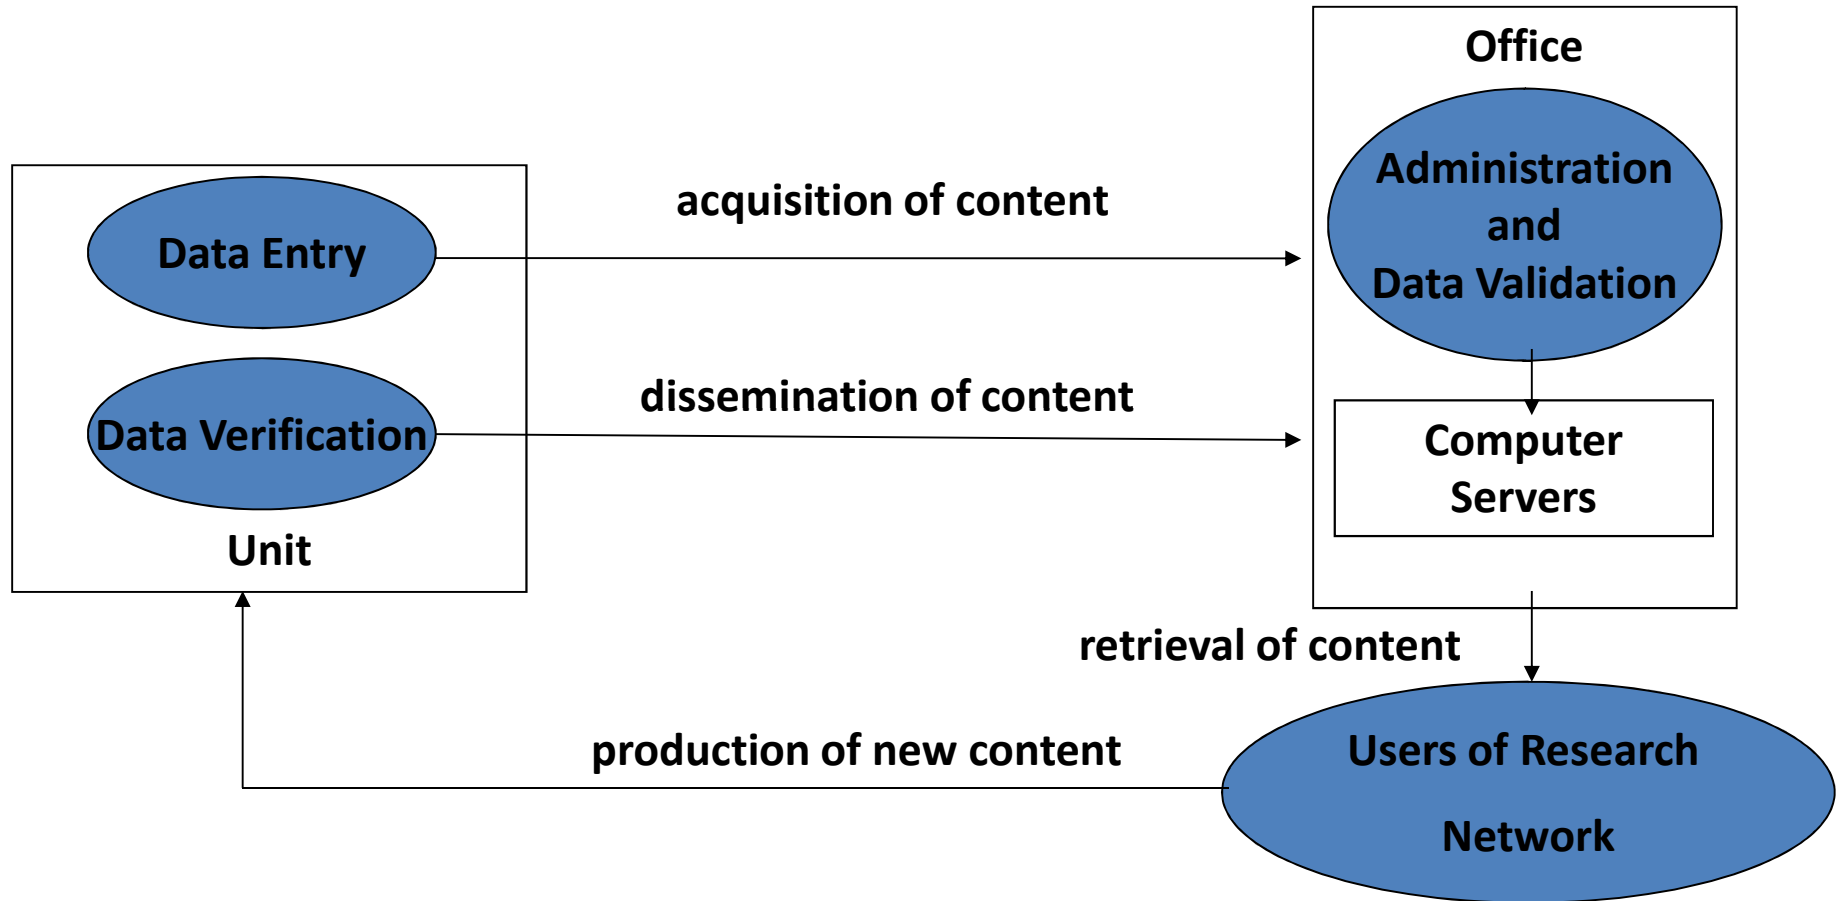 Office
Administration
and
Data Validation
acquisition of content
Data Entry
dissemination of content
Data Verification
Computer
Servers
Unit
retrieval of content
production of new content
Users of Research
Network